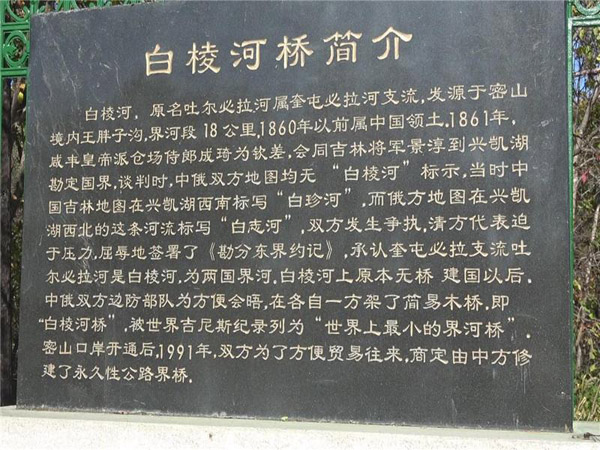 白棱河桥简介
白棱河，原名吐尔必拉河属奎屯必拉河支流，发源于密山
境内王胖子沟，界河段18公里，1860年以前属中国领土。1861年，
咸丰皇帝派仓场侍郎成琦为钦差，会同吉林将军景淳到兴凯湖
勘定国界，谈判时，中俄双方地图均无“白棱河”标示，当时中
国吉林地图在兴凯湖西南标写“白珍河”，而俄方地图在兴凯
湖西北的这条河流标写“白志河”，双方发生争执，清方代表迫
于压力，屈辱地签署了《勘分东界约记》，承认奎屯必拉支流吐
尔必拉河是白棱河，为两国界河。白棱河上原本无桥 建国以后，
中俄双方边防部队为方便会晤，在各自一方架了简易木桥，即
“白棱河桥”，被世界吉尼斯纪录列为“世界上最小的界河桥”。
密山口岸开通后，1991年，双方为了方便贸易往来，商定由中方修
建了永久性公路界桥。